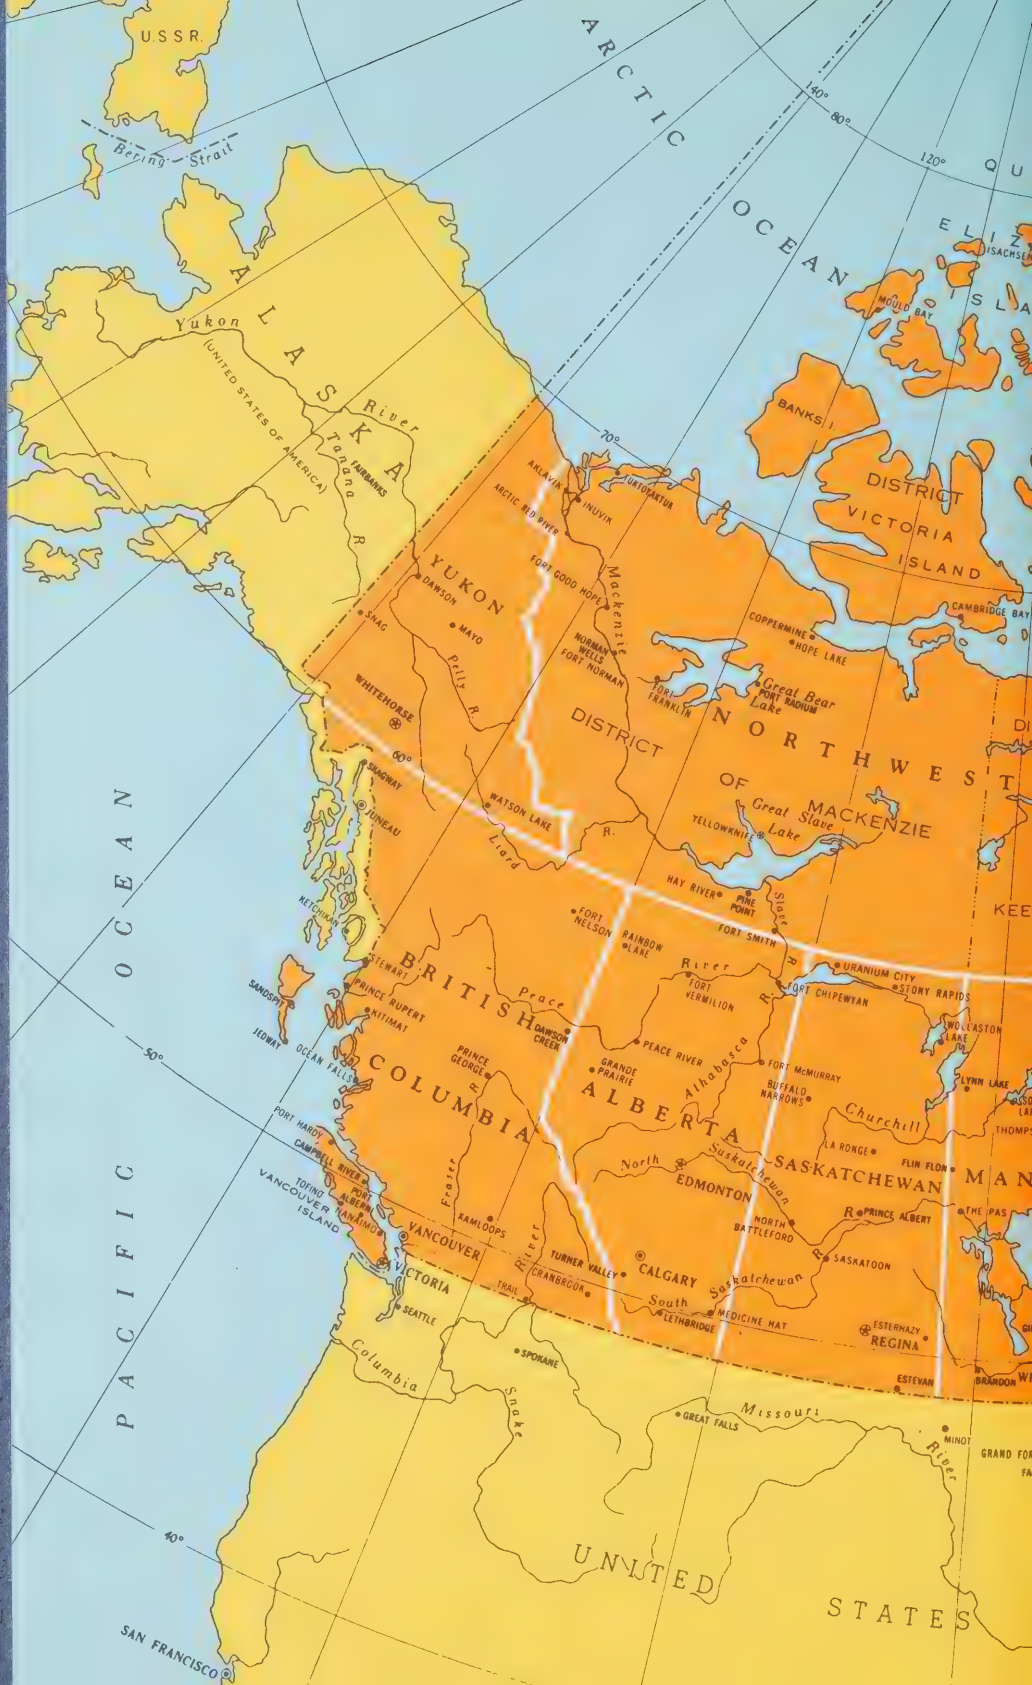 U.S.S.R.
Bering Strait
ARCTIC
OCEAN
140°
80°
120°
QU
ELIZ
ISACHSEN
ISLA
MOULD BAY
BANKS I.
ALASKA
(UNITED STATES OF AMERICA)
Yukon
River
Tanana
R.
FAIRBANKS
70°
AKLAVIK
INUVIK
TUKTOYAKTUK
ARCTIC RED RIVER
FORT GOOD HOPE
Mackenzie
NORMAN
WELLS
FORT NORMAN
DISTRICT
VICTORIA
ISLAND
CAMBRIDGE BAY
COPPERMINE
HOPE LAKE
YUKON
DAWSON
SNAG
MAYO
Pelly R.
WHITEHORSE
60°
FORT
FRANKLIN
Great Bear
Lake
PORT RADIUM
NORTHWEST
DISTRICT
OF
MACKENZIE
DI
KEE
Great Slave
Lake
YELLOWKNIFE
SKAGWAY
JUNEAU
WATSON LAKE
Liard
R.
HAY RIVER
PINE
POINT
Slave
R.
FORT SMITH
KETCHIKAN
STEWART
FORT
NELSON
RAINBOW
LAKE
River
FORT
VERMILION
URANIUM CITY
STONY RAPIDS
FORT CHIPEWYAN
SANDSPIT
JEDWAY
PRINCE RUPERT
KITIMAT
OCEAN FALLS
BRITISH
COLUMBIA
Peace
DAWSON
CREEK
PEACE RIVER
GRANDE
PRAIRIE
PRINCE
GEORGE
R.
Fraser
WOLLASTON
LAKE
LYNN LAKE
Athabasca
R.
FORT McMURRAY
BUFFALO
NARROWS
Churchill
THOMPS
LA RONGE
FLIN FLON
ALBERTA
SASKATCHEWAN
MAN
50°
PORT HARDY
CAMPBELL RIVER
TOFINO
PORT
ALBERNI
VANCOUVER
ISLAND
NANAIMO
VANCOUVER
VICTORIA
KAMLOOPS
North
Saskatchewan
R.
EDMONTON
PRINCE ALBERT
THE PAS
NORTH
BATTLEFORD
SASKATOON
River
TURNER VALLEY
CRANBROOK
TRAIL
CALGARY
South
Saskatchewan
R.
LETHBRIDGE
MEDICINE HAT
ESTERHAZY
REGINA
ESTEVAN
BRANDON
SEATTLE
SPOKANE
Columbia
Snake
GREAT FALLS
Missouri
River
MINOT
GRAND FOR
FA
PACIFIC
OCEAN
40°
SAN FRANCISCO
UNITED
STATES